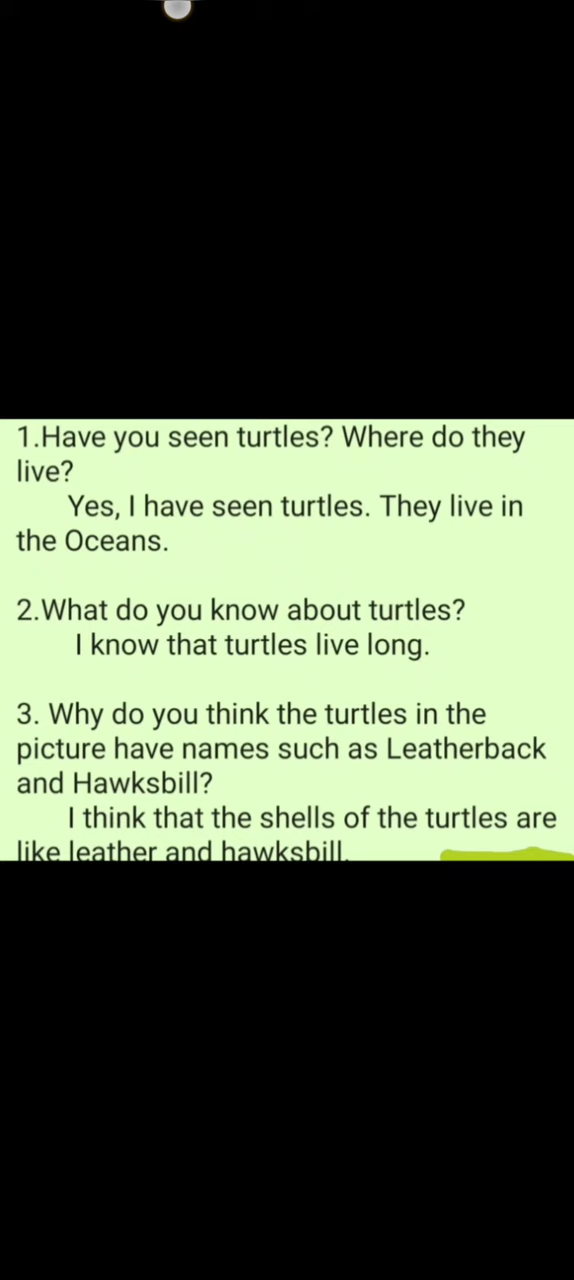 1.Have you seen turtles? Where do they
live?
Yes, I have seen turtles. They live in
the Oceans.
2.What do you know about turtles?
I know that turtles live long.
3. Why do you think the turtles in the
picture have names such as Leatherback
and Hawksbill?
I think that the shells of the turtles are
like leather and hawksbill.